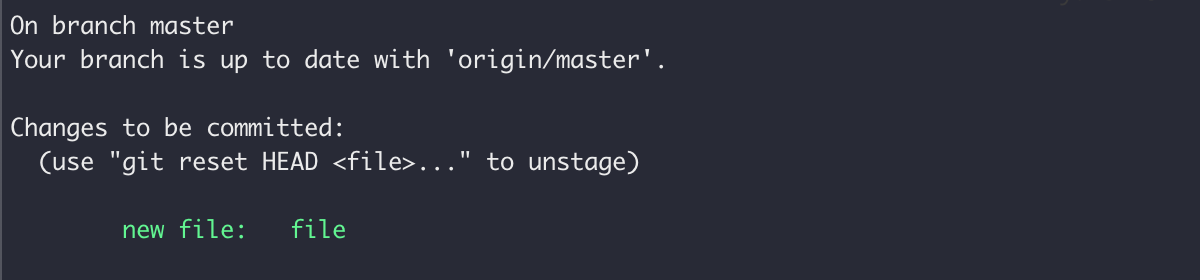 On branch master
Your branch is up to date with 'origin/master'.
Changes to be committed:
(use "git reset HEAD <file>..." to unstage)
new file: file